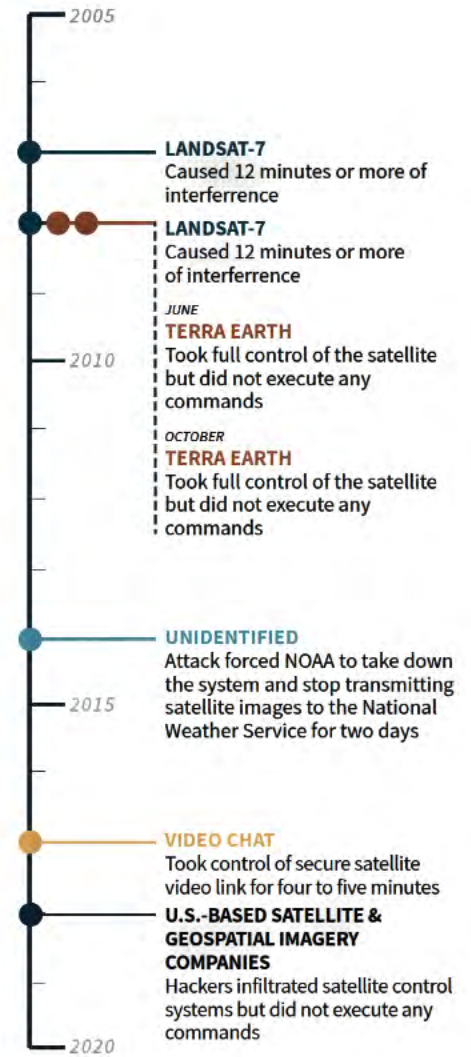 2005
LANDSAT-7
Caused 12 minutes or more of
interferrence
LANDSAT-7
Caused 12 minutes or more
of interferrence
JUNE
TERRA EARTH
Took full control of the satellite
but did not execute any
commands
2010
OCTOBER
TERRA EARTH
Took full control of the satellite
but did not execute any
commands
UNIDENTIFIED
Attack forced NOAA to take down
the system and stop transmitting
satellite images to the National
Weather Service for two days
2015
VIDEO CHAT
Took control of secure satellite
video link for four to five minutes
U.S.-BASED SATELLITE &
GEOSPATIAL IMAGERY
COMPANIES
Hackers infiltrated satellite control
systems but did not execute any
commands
2020